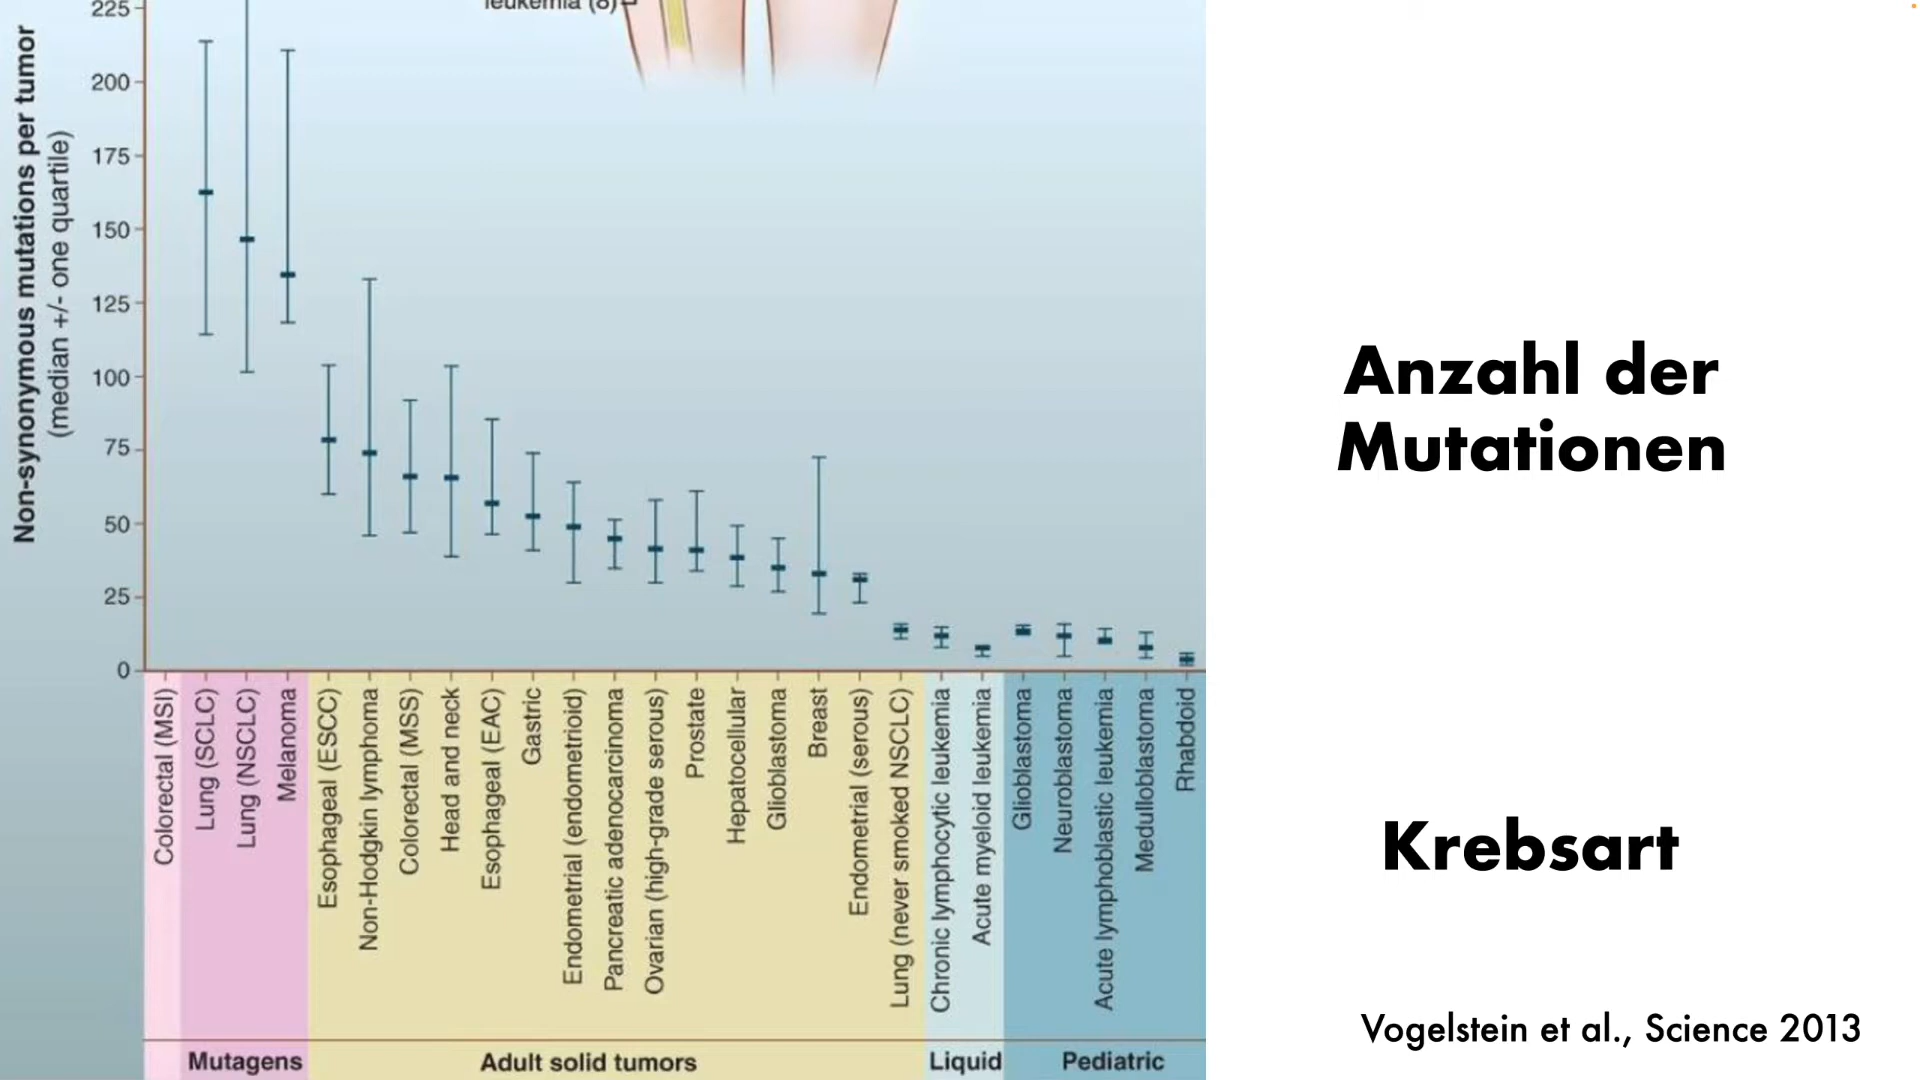 leukemia (8)
Non-synonymous mutations per tumor
(median +/- one quartile)
225
200
175
150
125
100
75
50
25
0
Colorectal (MSI)
Lung (SCLC)
Lung (NSCLC)
Melanoma
Esophageal (ESCC)
Non-Hodgkin lymphoma
Colorectal (MSS)
Head and neck
Esophageal (EAC)
Gastric
Endometrial (endometrioid)
Pancreatic adenocarcinoma
Ovarian (high-grade serous)
Prostate
Hepatocellular
Glioblastoma
Breast
Endometrial (serous)
Lung (never smoked NSCLC)
Chronic lymphocytic leukemia
Acute myeloid leukemia
Glioblastoma
Neuroblastoma
Acute lymphoblastic leukemia
Medulloblastoma
Rhabdoid
Mutagens
Adult solid tumors
Liquid
Pediatric
Anzahl der
Mutationen
Krebsart
Vogelstein et al., Science 2013